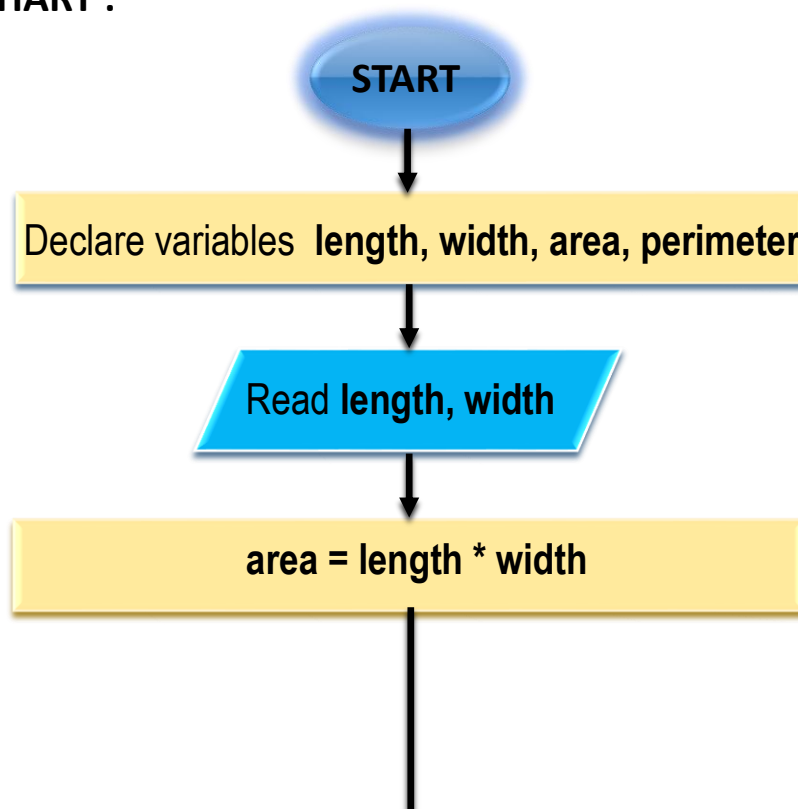 START
Declare variables length, width, area, perimeter
Read length, width
area = length * width